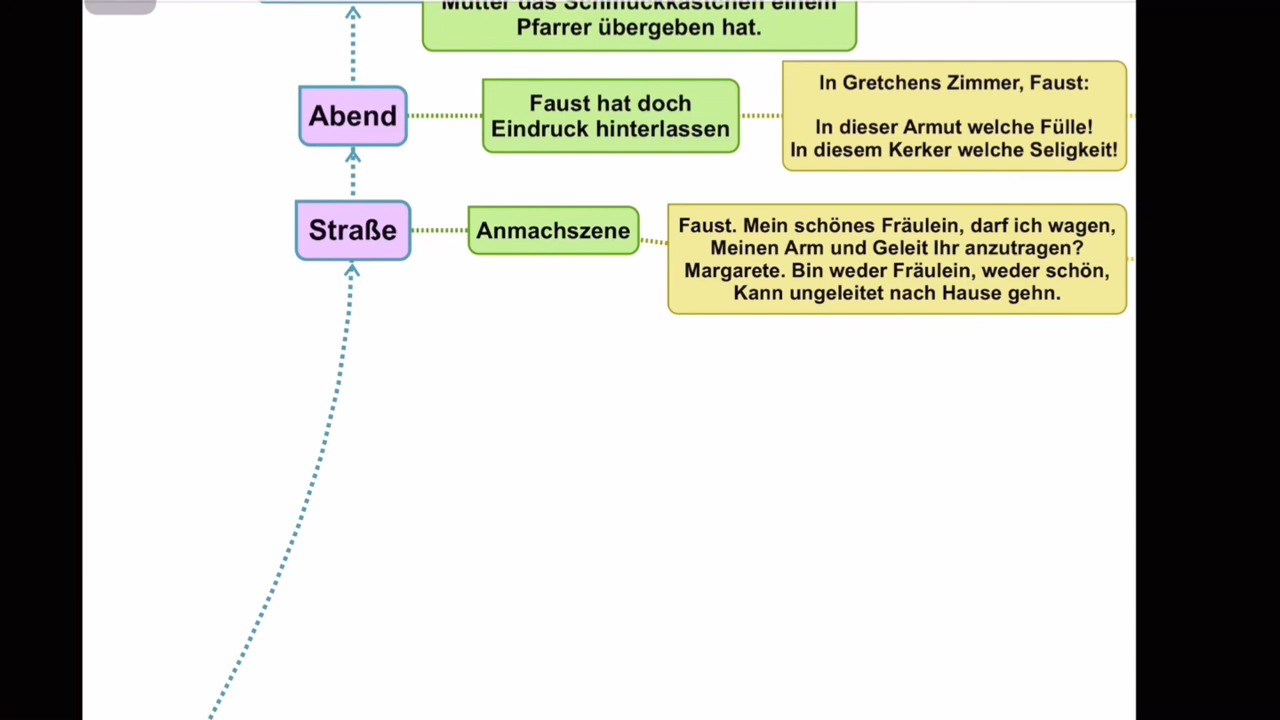 Mutter das Schmuckkästchen einem
Pfarrer übergeben hat.
Abend
Faust hat doch
Eindruck hinterlassen
In Gretchens Zimmer, Faust:
In dieser Armut welche Fülle!
In diesem Kerker welche Seligkeit!
Straße
Anmachszene
Faust. Mein schönes Fräulein, darf ich wagen,
Meinen Arm und Geleit Ihr anzutragen?
Margarete. Bin weder Fräulein, weder schön,
Kann ungeleitet nach Hause gehn.